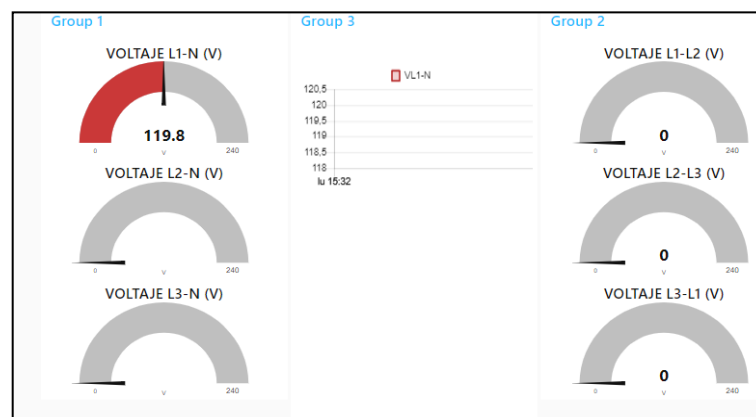 Group 1
VOLTAJE L1-N (V)
119.8
0
V
240
VOLTAJE L2-N (V)
0
V
240
VOLTAJE L3-N (V)
0
V
240
Group 3
VL1-N
120,5
120
119,5
119
118,5
118
lu 15:32
Group 2
VOLTAJE L1-L2 (V)
0
0
V
240
VOLTAJE L2-L3 (V)
0
0
V
240
VOLTAJE L3-L1 (V)
0
0
V
240